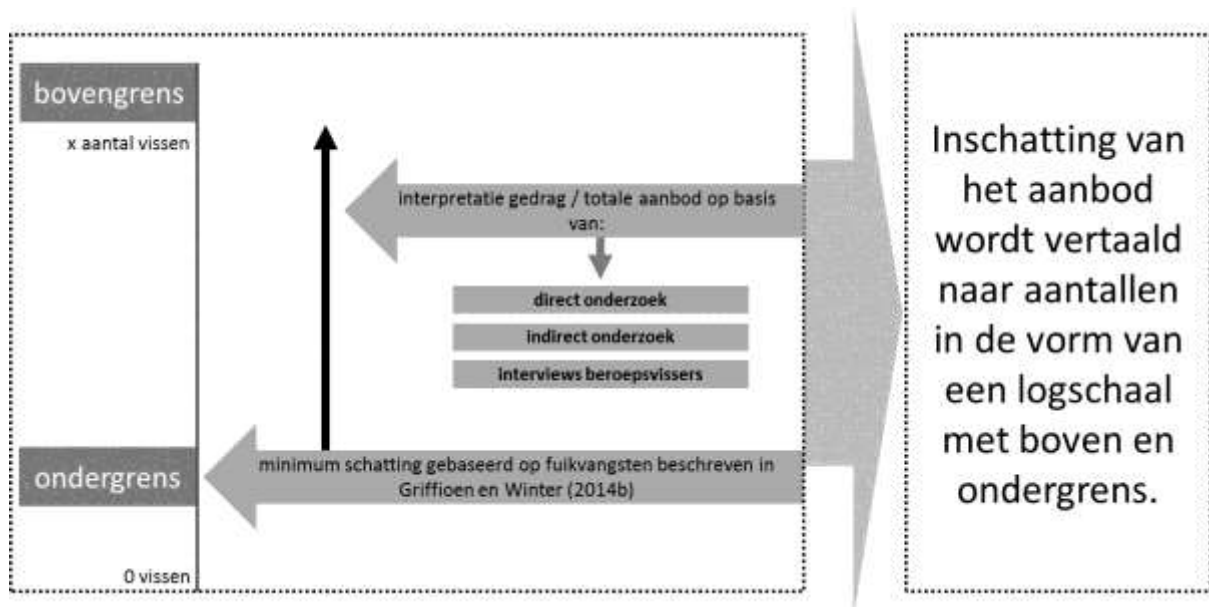 bovengrens
x aantal vissen
interpretatie gedrag / totale aanbod op basis
van:
direct onderzoek
indirect onderzoek
interviews beroepsvissers
ondergrens
minimum schatting gebaseerd op fuikvangsten beschreven in
Griffioen en Winter (2014b)
0 vissen
Inschatting van
het aanbod
wordt vertaald
naar aantallen
in de vorm van
een logschaal
met boven en
ondergrens.